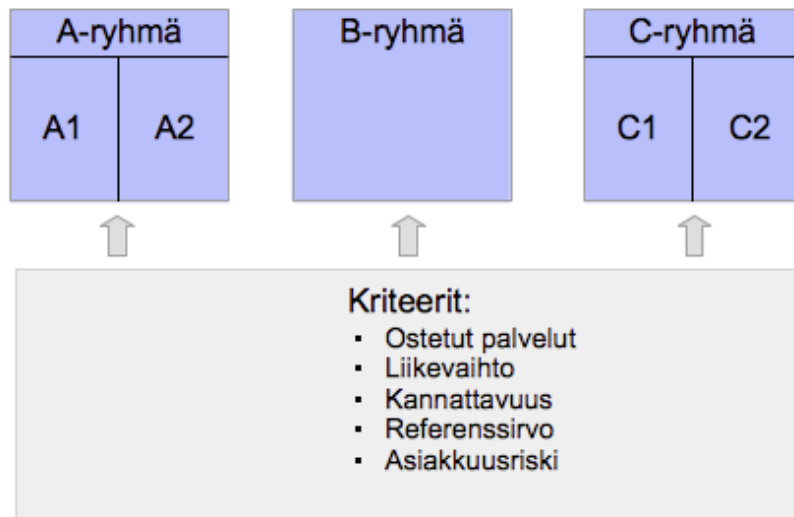 A-ryhmä
B-ryhmä
C-ryhmä
A1
A2
C1
C2
Kriteerit:
▪ Ostetut palvelut
▪ Liikevaihto
▪ Kannattavuus
▪ Referenssirvo
▪ Asiakkuusriski